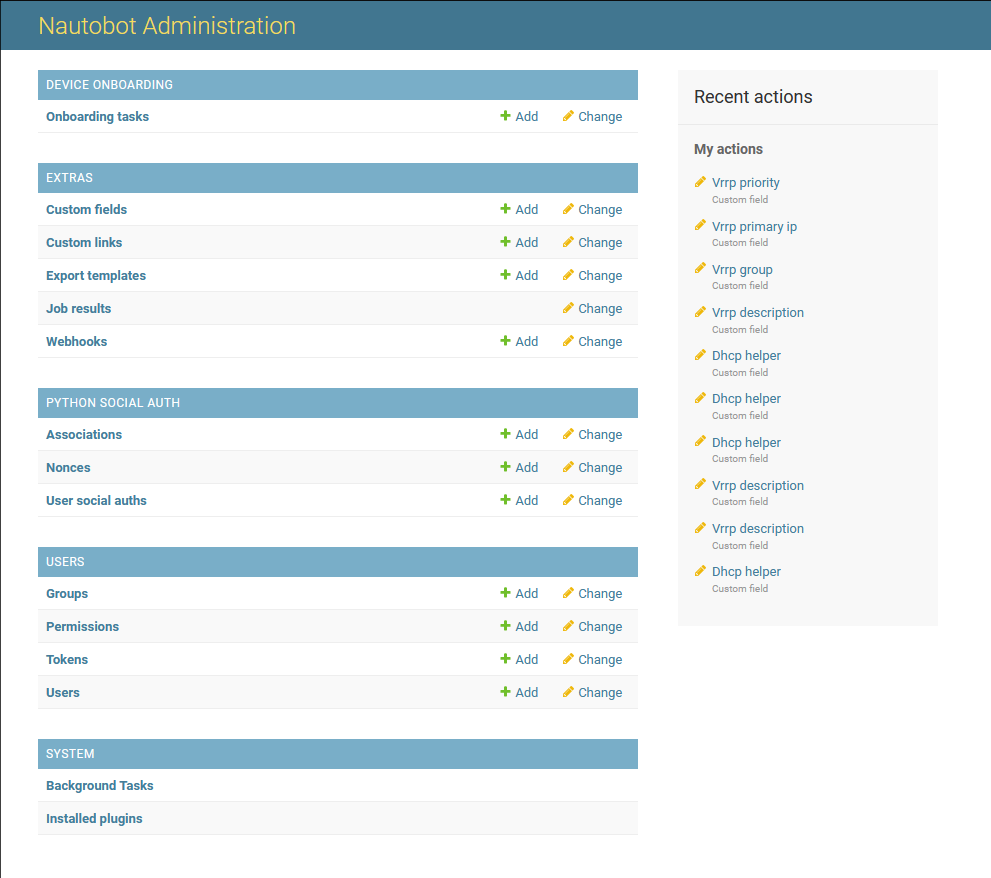 Nautobot Administration
DEVICE ONBOARDING
Onboarding tasks Add Change
EXTRAS
Custom fields Add Change
Custom links Add Change
Export templates Add Change
Job results Change
Webhooks Add Change
PYTHON SOCIAL AUTH
Associations Add Change
Nonces Add Change
User social auths Add Change
USERS
Groups Add Change
Permissions Add Change
Tokens Add Change
Users Add Change
SYSTEM
Background Tasks
Installed plugins
Recent actions
My actions
Vrrp priority
Custom field
Vrrp primary ip
Custom field
Vrrp group
Custom field
Vrrp description
Custom field
Dhcp helper
Custom field
Dhcp helper
Custom field
Dhcp helper
Custom field
Vrrp description
Custom field
Vrrp description
Custom field
Dhcp helper
Custom field